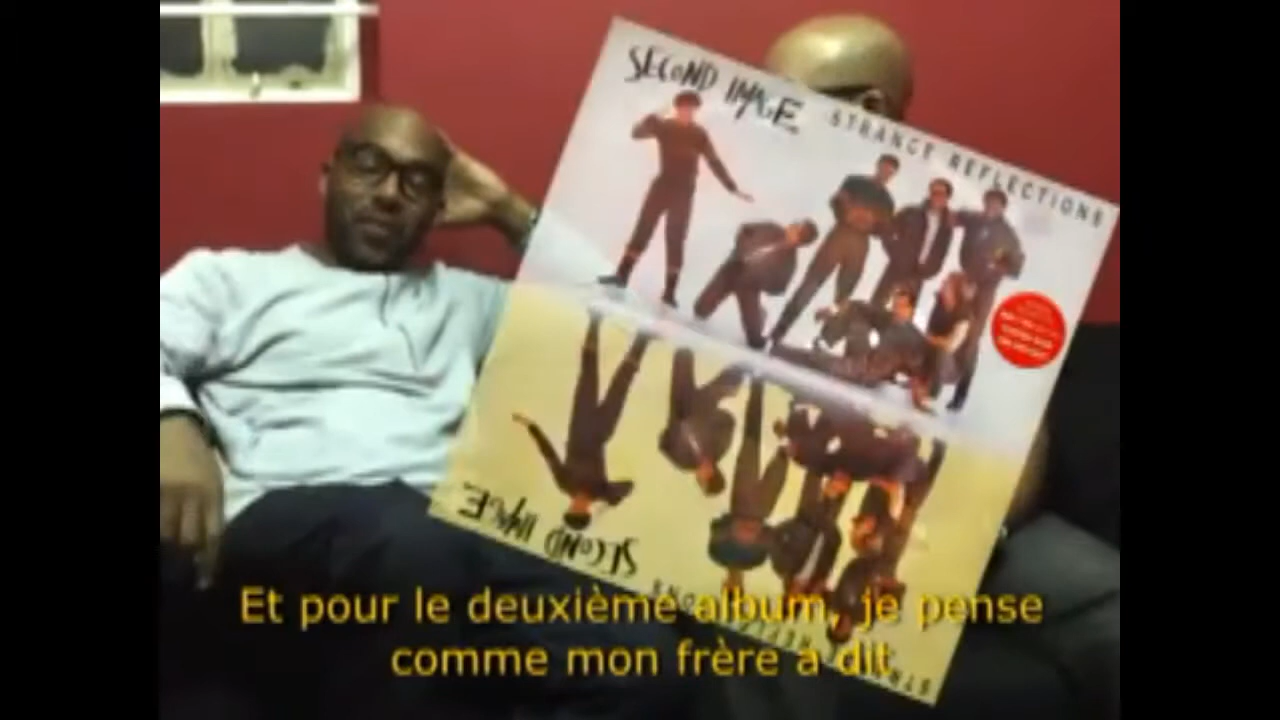 SECOND IMAGE
STRANGE REFLECTIONS
SECOND IMAGE
Et pour le deuxième album, je pense
comme mon frère a dit